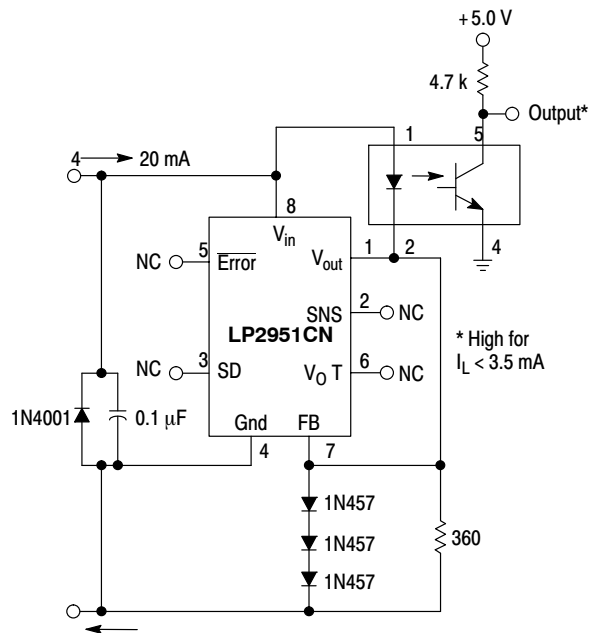 +5.0 V
4.7 k
Output*
1
5
4
20 mA
8
Vin
4
NC
5
Error
Vout
1
2
SNS
2
NC
LP2951CN
NC
3
SD
VO T
6
NC
* High for
IL < 3.5 mA
1N4001
0.1 μF
Gnd
FB
4
7
1N457
1N457
1N457
360